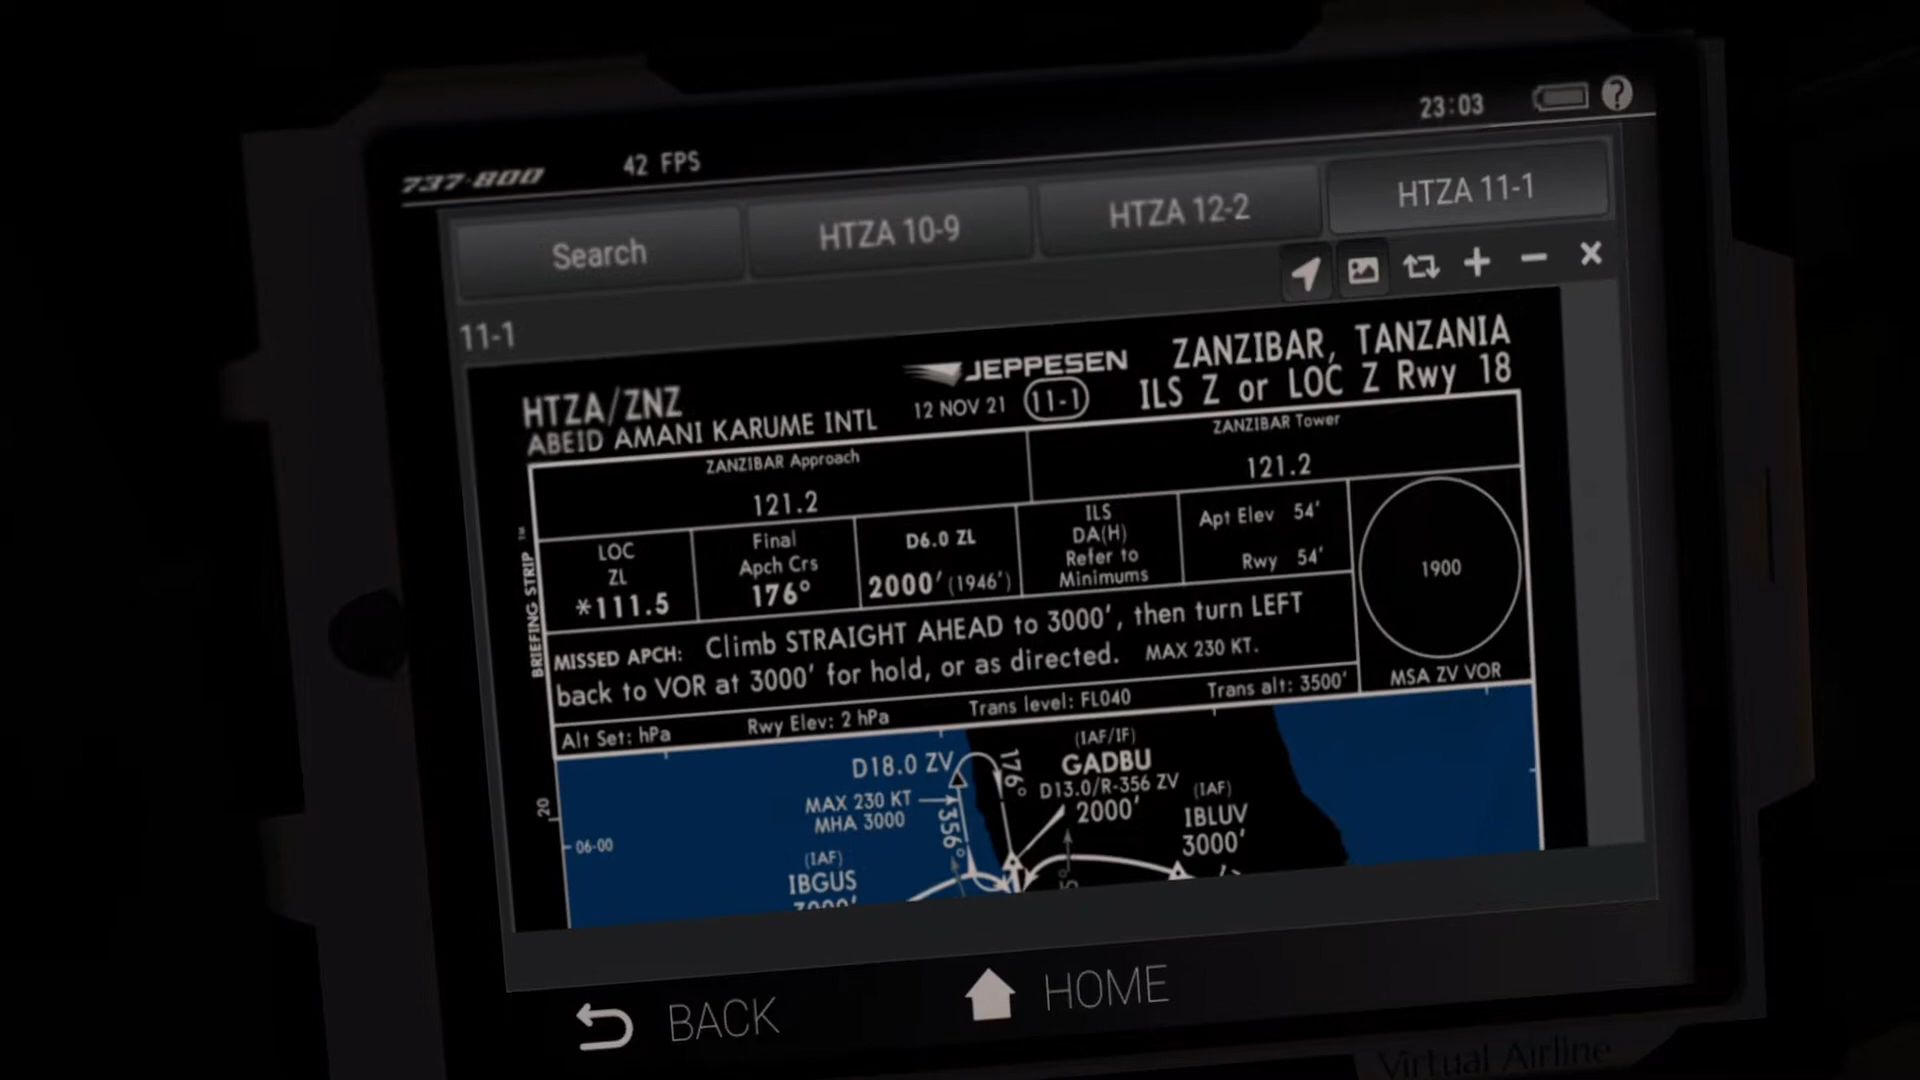 23:03
737-800 42 FPS
Search HTZA 10-9 HTZA 12-2 HTZA 11-1
11-1
HTZA/ZNZ
ABEID AMANI KARUME INTL
JEPPESEN
12 NOV 21 11-1
ZANZIBAR, TANZANIA
ILS Z or LOC Z Rwy 18
BRIEFING STRIP TM
ZANZIBAR Approach
121.2
ZANZIBAR Tower
121.2
LOC
ZL
*111.5
Final
Apch Crs
176°
D6.0 ZL
2000' (1946')
ILS
DA(H)
Refer to
Minimums
Apt Elev 54'
Rwy 54'
1900
MSA ZV VOR
MISSED APCH: Climb STRAIGHT AHEAD to 3000', then turn LEFT
back to VOR at 3000' for hold, or as directed. MAX 230 KT.
Alt Set: hPa Rwy Elev: 2 hPa Trans level: FL040 Trans alt: 3500'
D18.0 ZV
MAX 230 KT
MHA 3000
356°
176°
(IAF/IF)
GADBU
D13.0/R-356 ZV
2000'
(IAF)
IBLUV
3000'
20
06-00
(IAF)
IBGUS
3000'
BACK HOME
Virtual Airline